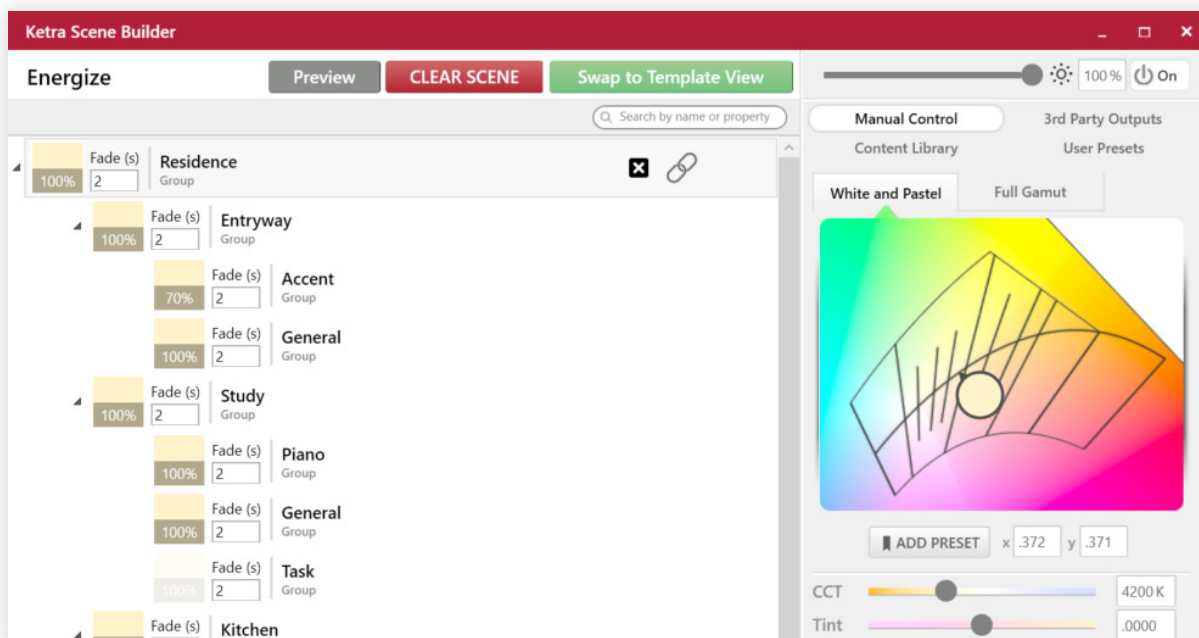 Ketra Scene Builder
Energize
Preview
CLEAR SCENE
Swap to Template View
100 %
On
Search by name or property
Manual Control
3rd Party Outputs
Content Library
User Presets
White and Pastel
Full Gamut
100%
Fade (s)
2
Residence
Group
100%
Fade (s)
2
Entryway
Group
70%
Fade (s)
2
Accent
Group
100%
Fade (s)
2
General
Group
100%
Fade (s)
2
Study
Group
100%
Fade (s)
2
Piano
Group
100%
Fade (s)
2
General
Group
100%
Fade (s)
2
Task
Group
Fade (s)
Kitchen
ADD PRESET
x .372
y .371
CCT
4200 K
Tint
.0000